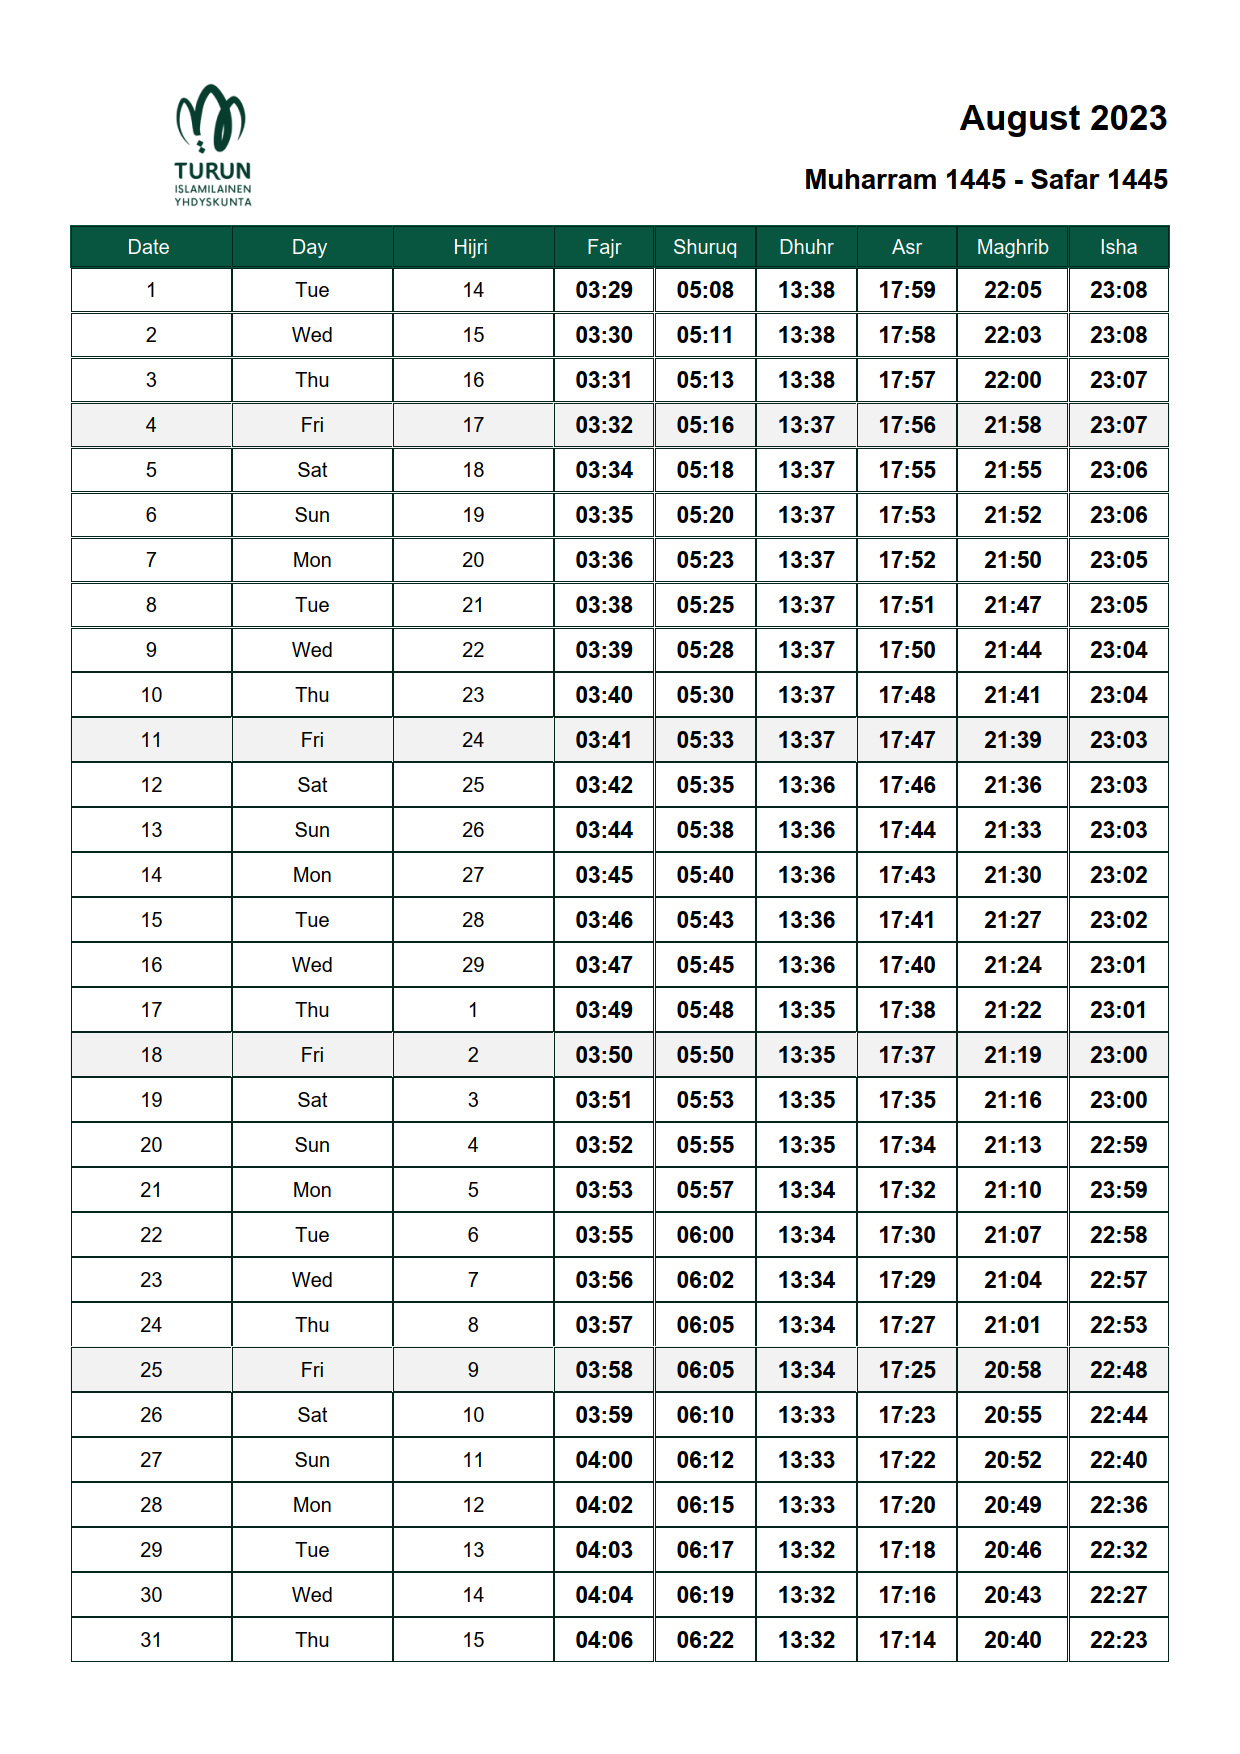 TURUN
ISLAMILAINEN
YHDYSKUNTA
August 2023
Muharram 1445 - Safar 1445
Date Day Hijri Fajr Shuruq Dhuhr Asr Maghrib Isha
1 Tue 14 03:29 05:08 13:38 17:59 22:05 23:08
2 Wed 15 03:30 05:11 13:38 17:58 22:03 23:08
3 Thu 16 03:31 05:13 13:38 17:57 22:00 23:07
4 Fri 17 03:32 05:16 13:37 17:56 21:58 23:07
5 Sat 18 03:34 05:18 13:37 17:55 21:55 23:06
6 Sun 19 03:35 05:20 13:37 17:53 21:52 23:06
7 Mon 20 03:36 05:23 13:37 17:52 21:50 23:05
8 Tue 21 03:38 05:25 13:37 17:51 21:47 23:05
9 Wed 22 03:39 05:28 13:37 17:50 21:44 23:04
10 Thu 23 03:40 05:30 13:37 17:48 21:41 23:04
11 Fri 24 03:41 05:33 13:37 17:47 21:39 23:03
12 Sat 25 03:42 05:35 13:36 17:46 21:36 23:03
13 Sun 26 03:44 05:38 13:36 17:44 21:33 23:03
14 Mon 27 03:45 05:40 13:36 17:43 21:30 23:02
15 Tue 28 03:46 05:43 13:36 17:41 21:27 23:02
16 Wed 29 03:47 05:45 13:36 17:40 21:24 23:01
17 Thu 1 03:49 05:48 13:35 17:38 21:22 23:01
18 Fri 2 03:50 05:50 13:35 17:37 21:19 23:00
19 Sat 3 03:51 05:53 13:35 17:35 21:16 23:00
20 Sun 4 03:52 05:55 13:35 17:34 21:13 22:59
21 Mon 5 03:53 05:57 13:34 17:32 21:10 23:59
22 Tue 6 03:55 06:00 13:34 17:30 21:07 22:58
23 Wed 7 03:56 06:02 13:34 17:29 21:04 22:57
24 Thu 8 03:57 06:05 13:34 17:27 21:01 22:53
25 Fri 9 03:58 06:05 13:34 17:25 20:58 22:48
26 Sat 10 03:59 06:10 13:33 17:23 20:55 22:44
27 Sun 11 04:00 06:12 13:33 17:22 20:52 22:40
28 Mon 12 04:02 06:15 13:33 17:20 20:49 22:36
29 Tue 13 04:03 06:17 13:32 17:18 20:46 22:32
30 Wed 14 04:04 06:19 13:32 17:16 20:43 22:27
31 Thu 15 04:06 06:22 13:32 17:14 20:40 22:23